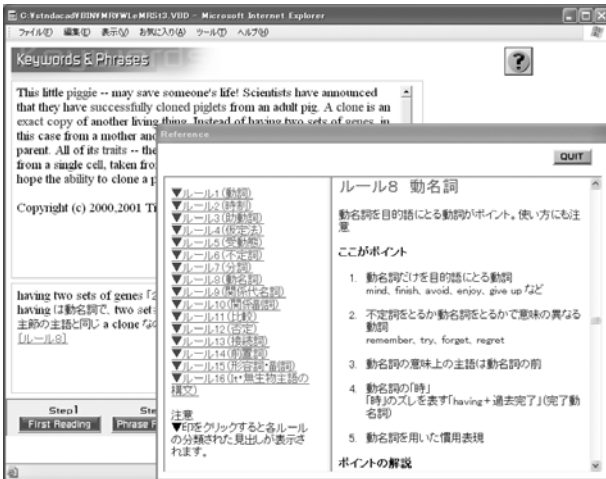 C:¥stndacad¥BIN¥MRW¥LeMRSt3.VBD - Microsoft Internet Explorer
ファイル(F) 編集(E) 表示(V) お気に入り(A) ツール(T) ヘルプ(H)
Keywords & Phrases
?
This little piggie -- may save someone's life! Scientists have announced
that they have successfully cloned piglets from an adult pig. A clone is an
exact copy of another living thing. Instead of having two sets of genes, in
this case from a mother and
parent. All of its traits -- the
from a single cell, taken fro
hope the ability to clone a p
Copyright (c) 2000,2001 Ti
having two sets of genes 「2
having は動名詞で、two set
主節の主語と同じ a clone なの
[ルール8]
Step1
First Reading
Ste
Phrase R
Reference
QUIT
▼ルール1(動詞)
▼ルール2(時制)
▼ルール3(助動詞)
▼ルール4(仮定法)
▼ルール5(受動態)
▼ルール6(不定詞)
▼ルール7(分詞)
▼ルール8(動名詞)
▼ルール9(関係代名詞)
▼ルール10(関係副詞)
▼ルール11(比較)
▼ルール12(否定)
▼ルール13(接続詞)
▼ルール14(前置詞)
▼ルール15(形容詞・副詞)
▼ルール16(It・無生物主語の
構文)
注意
▼印をクリックすると各ルール
の分類された見出しが表示さ
れます。
ルール8 動名詞
動名詞を目的語にとる動詞がポイント。使い方にも注
意
ここがポイント
1. 動名詞だけを目的語にとる動詞
mind, finish, avoid, enjoy, give up など
2. 不定詞をとるか動名詞をとるかで意味の異なる
動詞
remember, try, forget, regret
3. 動名詞の意味上の主語は動名詞の前
4. 動名詞の「時」
「時」のズレを表す「having+過去完了」(完了動
名詞)
5. 動名詞を用いた慣用表現
ポイントの解説